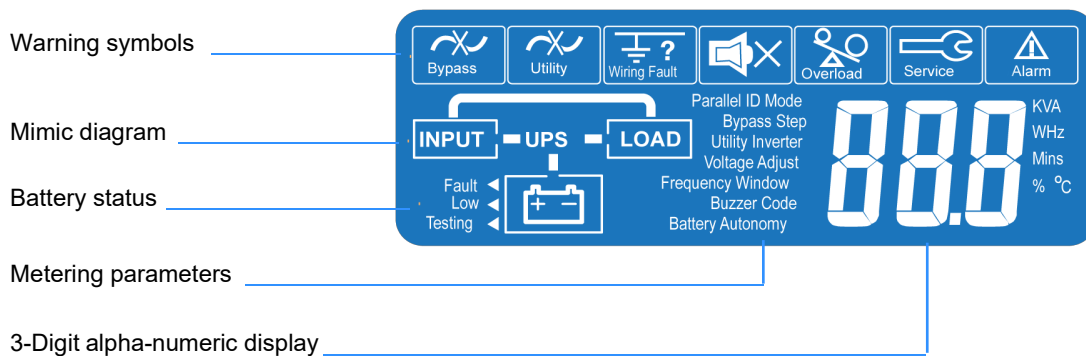 Warning symbols
Bypass
Utility
?
Wiring Fault
Overload
Service
Alarm
Mimic diagram
INPUT
UPS
LOAD
Battery status
Fault
Low
Testing
+ −
Parallel ID Mode
Bypass Step
Utility Inverter
Voltage Adjust
Frequency Window
Buzzer Code
Battery Autonomy
88.8
KVA
WHz
Mins
% °C
Metering parameters
3-Digit alpha-numeric display